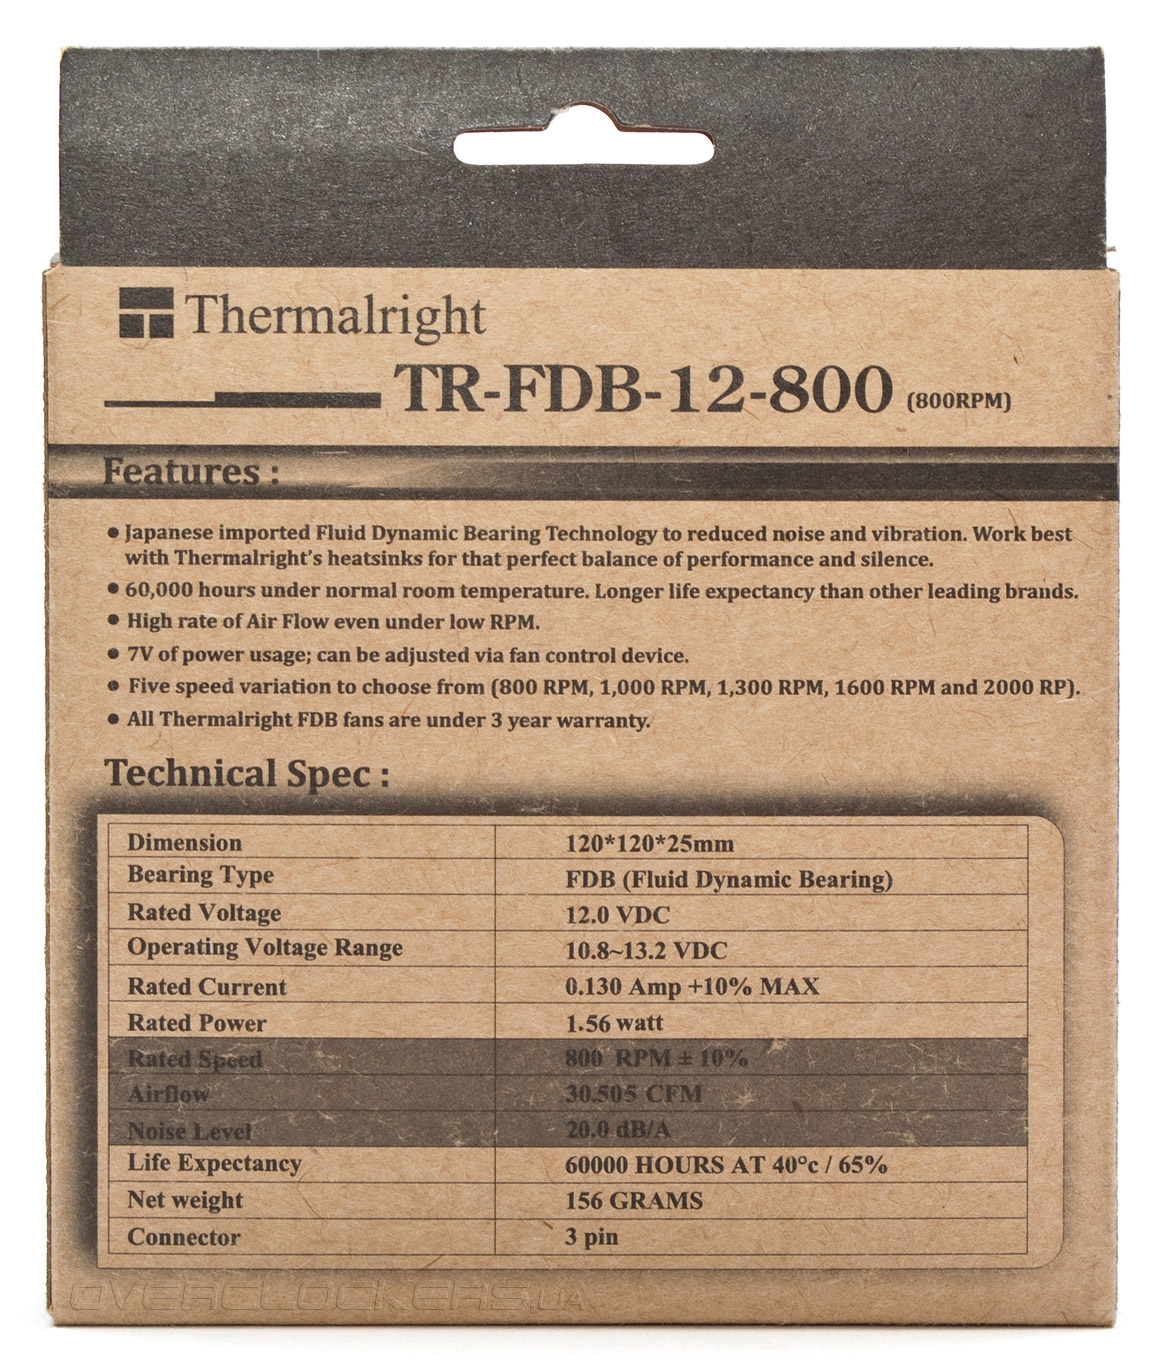 Thermalright
TR-FDB-12-800 (800RPM)
Features :
● Japanese imported Fluid Dynamic Bearing Technology to reduced noise and vibration. Work best
with Thermalright's heatsinks for that perfect balance of performance and silence.
● 60,000 hours under normal room temperature. Longer life expectancy than other leading brands.
● High rate of Air Flow even under low RPM.
● 7V of power usage; can be adjusted via fan control device.
● Five speed variation to choose from (800 RPM, 1,000 RPM, 1,300 RPM, 1600 RPM and 2000 RP).
● All Thermalright FDB fans are under 3 year warranty.
Technical Spec :
Dimension 120*120*25mm
Bearing Type FDB (Fluid Dynamic Bearing)
Rated Voltage 12.0 VDC
Operating Voltage Range 10.8~13.2 VDC
Rated Current 0.130 Amp +10% MAX
Rated Power 1.56 watt
Rated Speed 800 RPM ± 10%
Airflow 30.505 CFM
Noise Level 20.0 dB/A
Life Expectancy 60000 HOURS AT 40°c / 65%
Net weight 156 GRAMS
Connector 3 pin
OVERCLOCKERS.UA